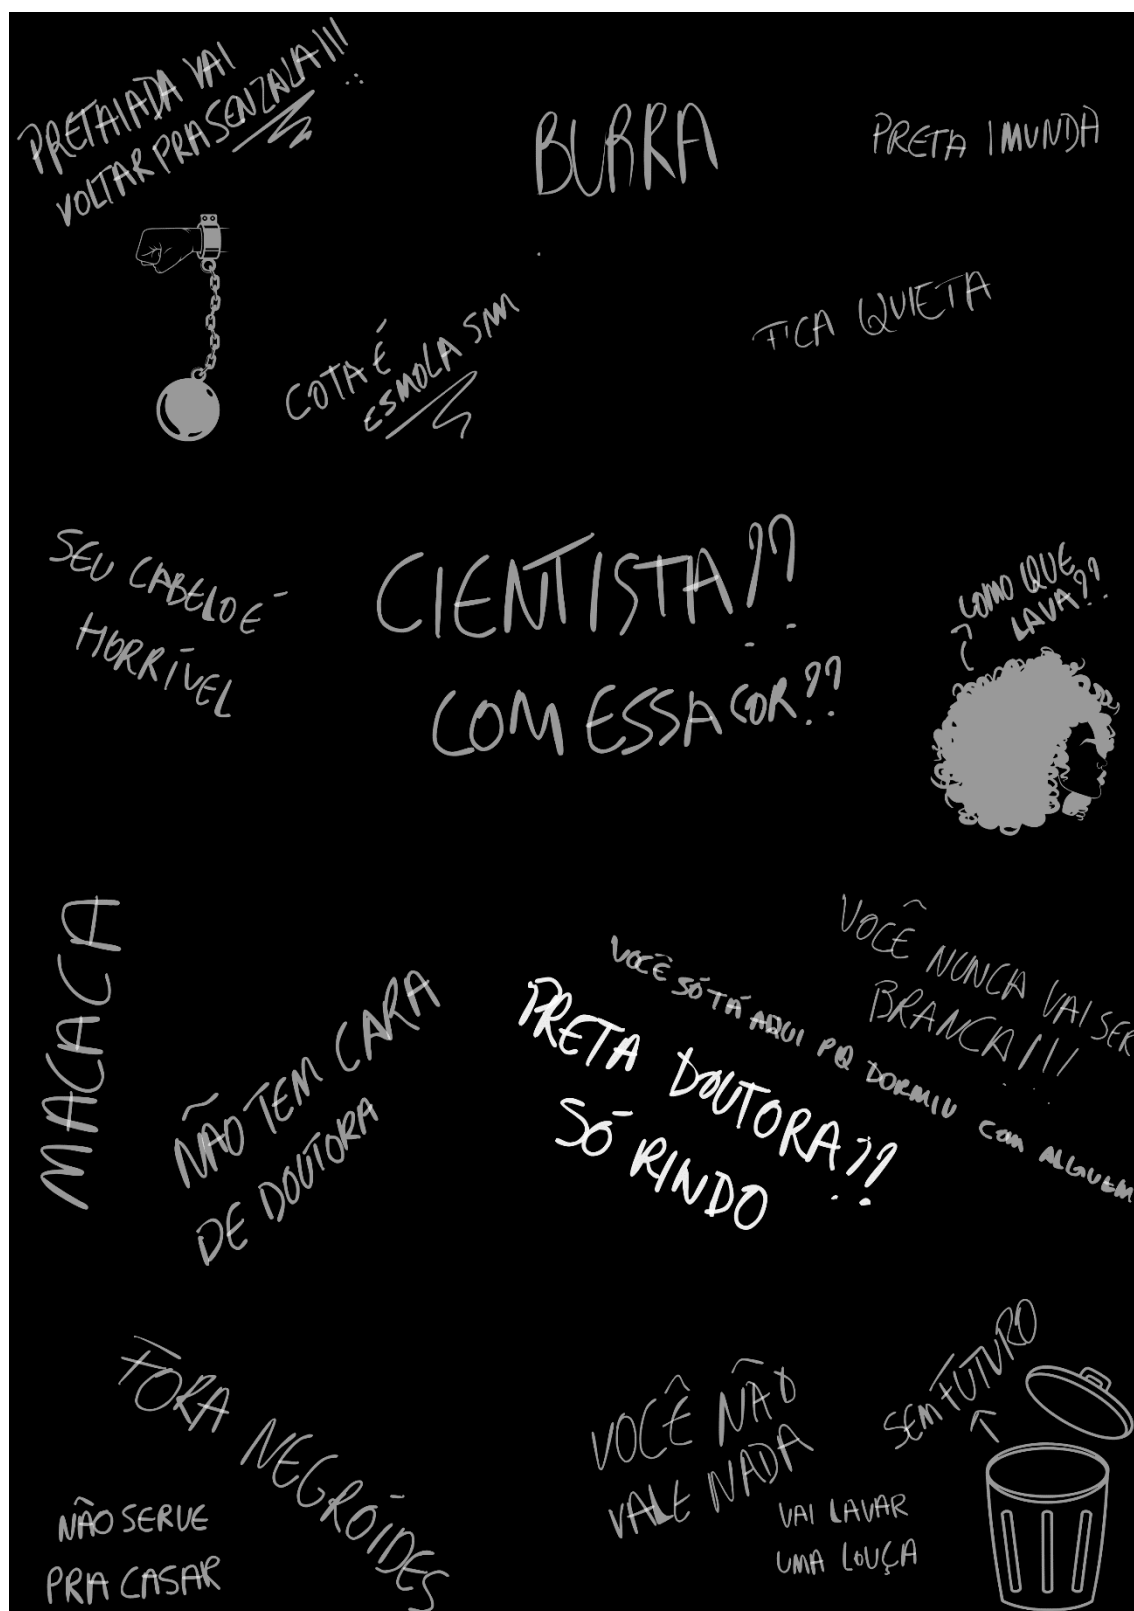 PRETAIADA VAI
VOLTAR PRA SENZALA!!!
BURRA
PRETA IMUNDA
COTA É
ESMOLA SIM
FICA QUIETA
SEU CABELO É
HORRÍVEL
CIENTISTA??
COM ESSA COR??
COMO QUE
LAVA??
MACACA
NÃO TEM CARA
DE DOUTORA
PRETA DOUTORA??
SÓ RINDO
VOCÊ SÓ TÁ AQUI PQ DORMIU COM ALGUEM
VOCÊ NUNCA VAI SER
BRANCA!!!
FORA NEGRÓIDES
NÃO SERVE
PRA CASAR
VOCÊ NÃO
VALE NADA
SEM FUTURO
VAI LAVAR
UMA LOUÇA